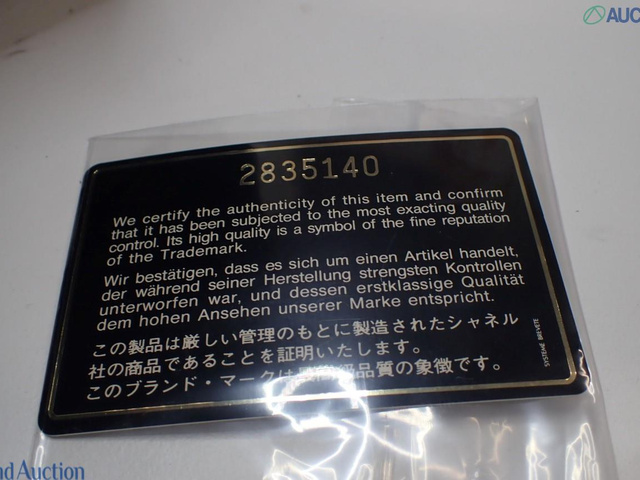 AUC
2835140
We certify the authenticity of this item and confirm
that it has been subjected to the most exacting quality
control. Its high quality is a symbol of the fine reputation
of the Trademark.
Wir bestätigen, dass es sich um einen Artikel handelt,
der während seiner Herstellung strengsten Kontrollen
unterworfen war, und dessen erstklassige Qualität
dem hohen Ansehen unserer Marke entspricht.
この製品は厳しい管理のもとに製造されたシャネル
社の商品であることを証明いたします。
このブランド・マークは最高級品質の象徴です。
SYSTEME BREVETE
nd Auction